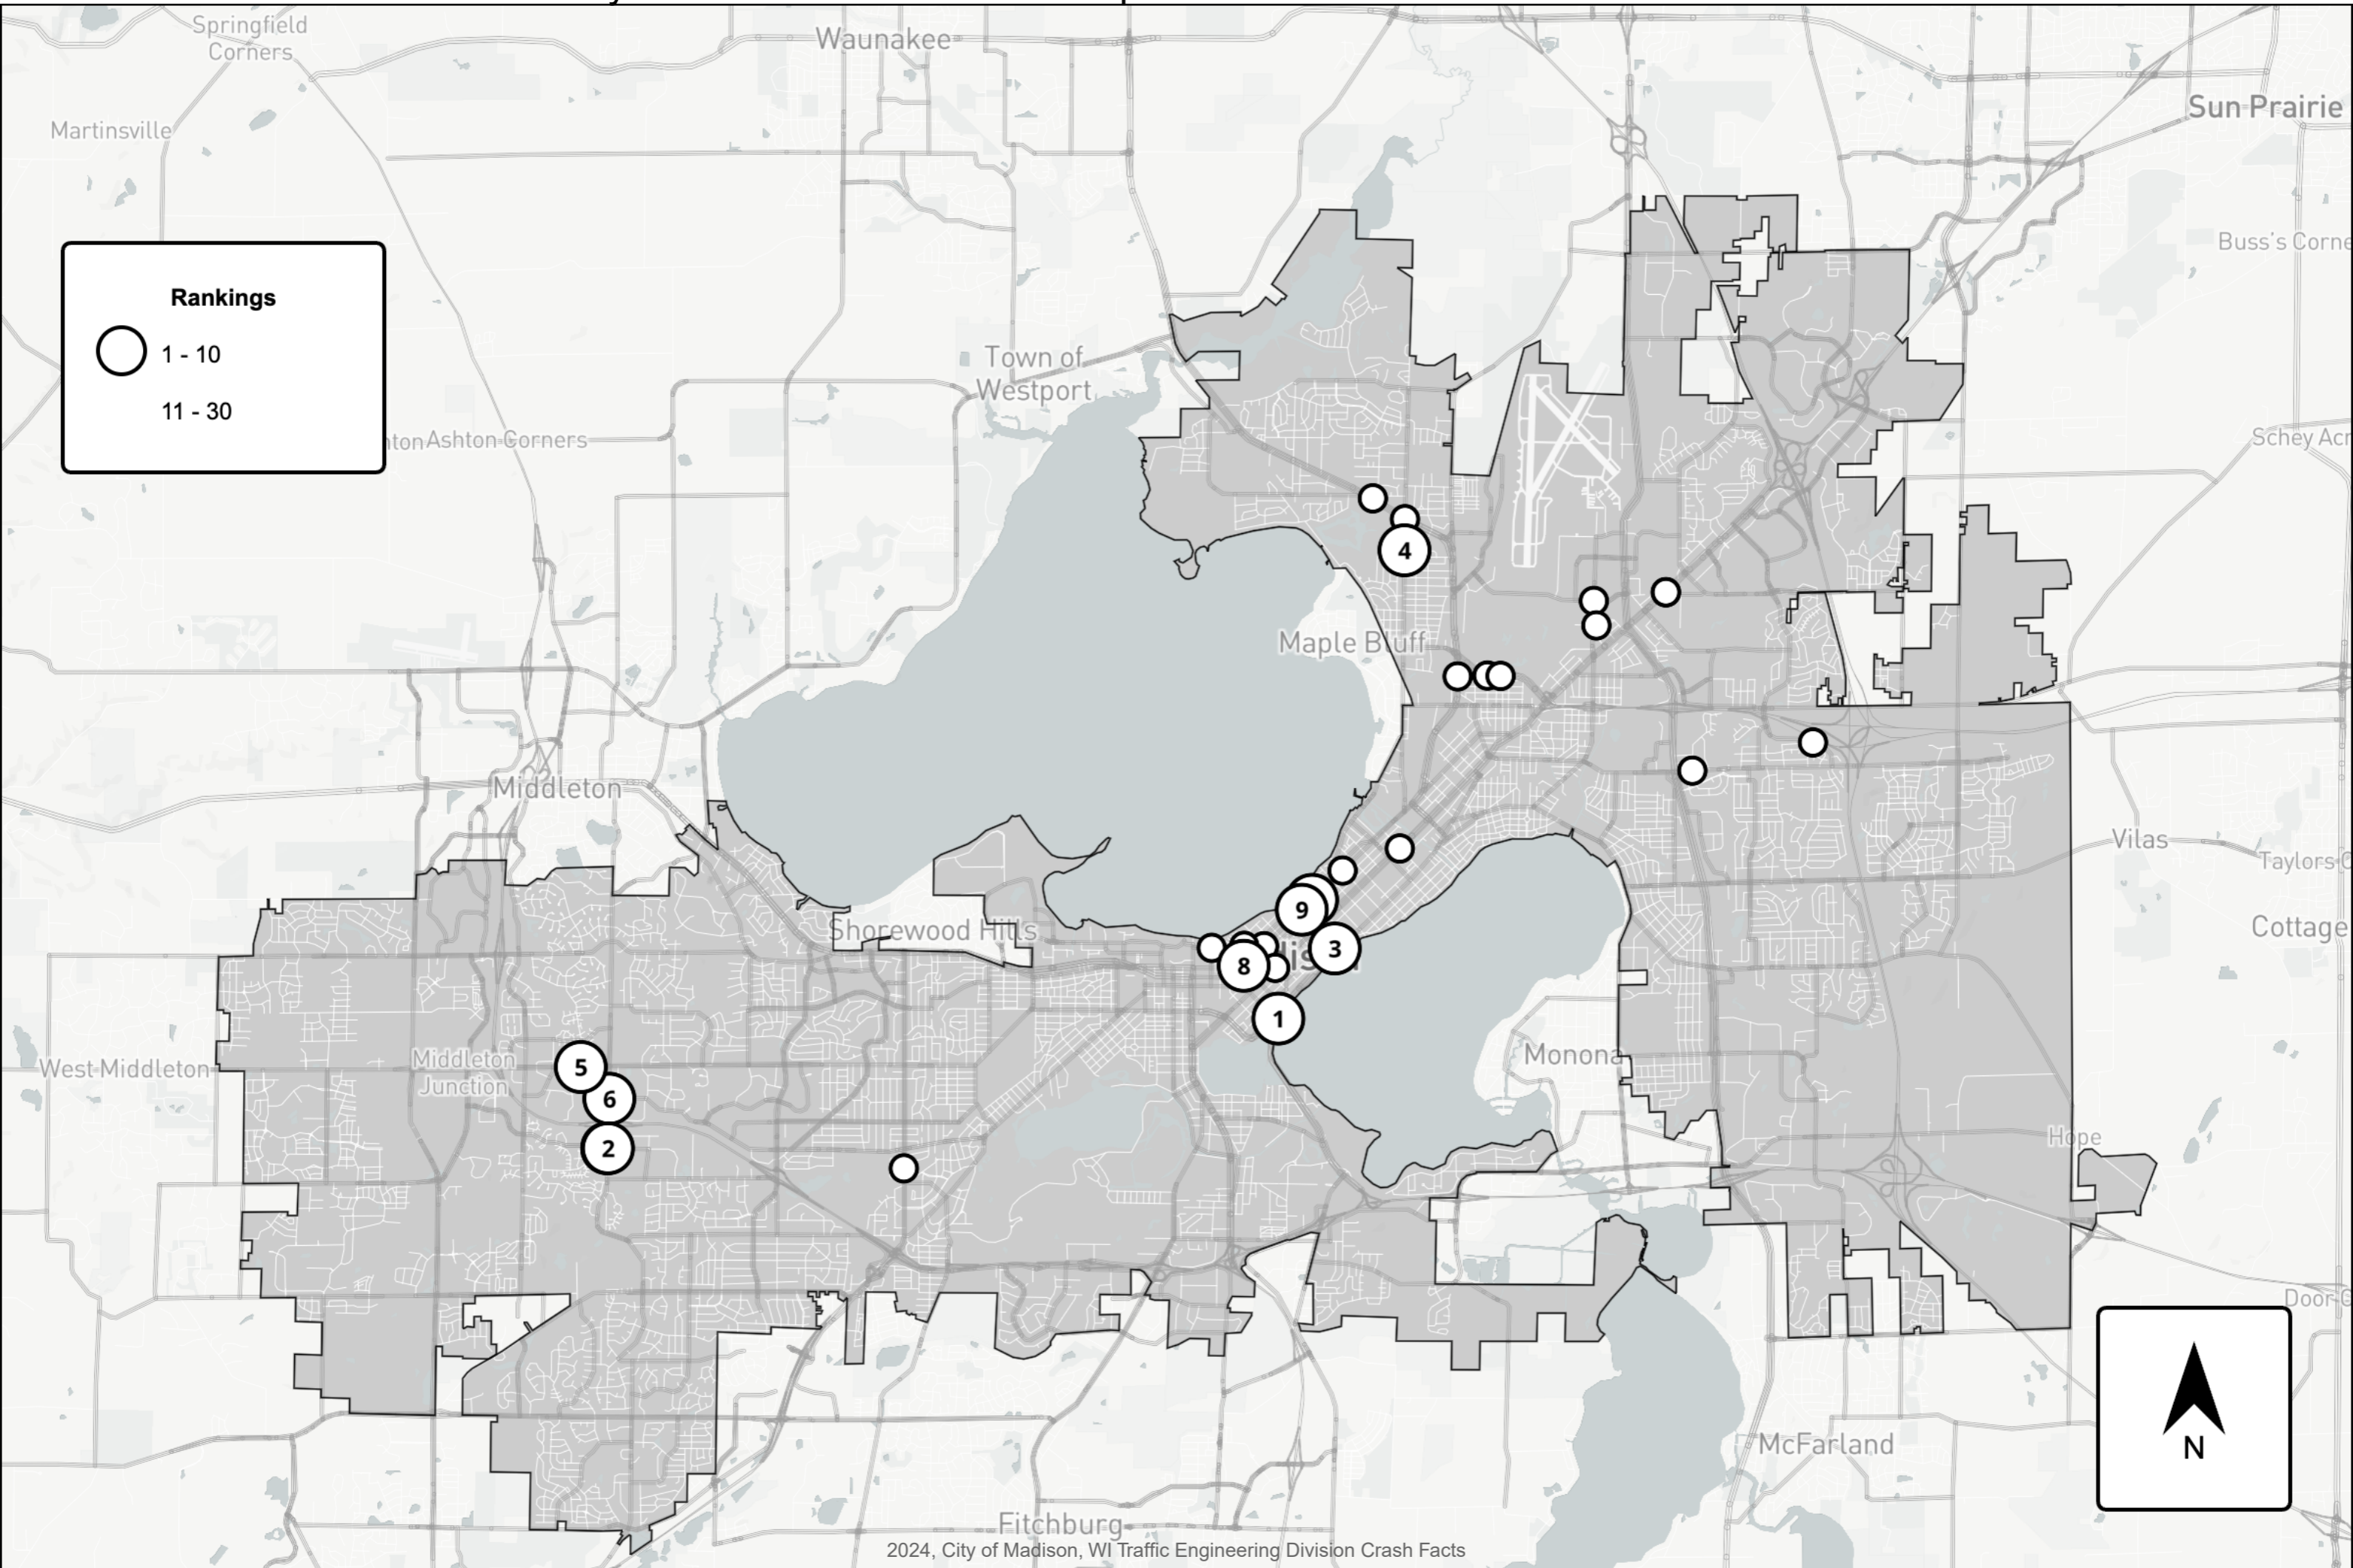 Springfield
Corners
Waunakee
Sun Prairie
Martinsville
Buss's Corne
Rankings
1 - 10
11 - 30
Town of
Westport
nton
Ashton Corners
Schey Acr
4
Maple Bluff
Middleton
Vilas
Taylors C
Shorewood Hills
9
Cottage
8
3
1
Monona
5
West Middleton
Middleton
Junction
6
2
Hope
Door C
N
McFarland
Fitchburg
2024, City of Madison, WI Traffic Engineering Division Crash Facts